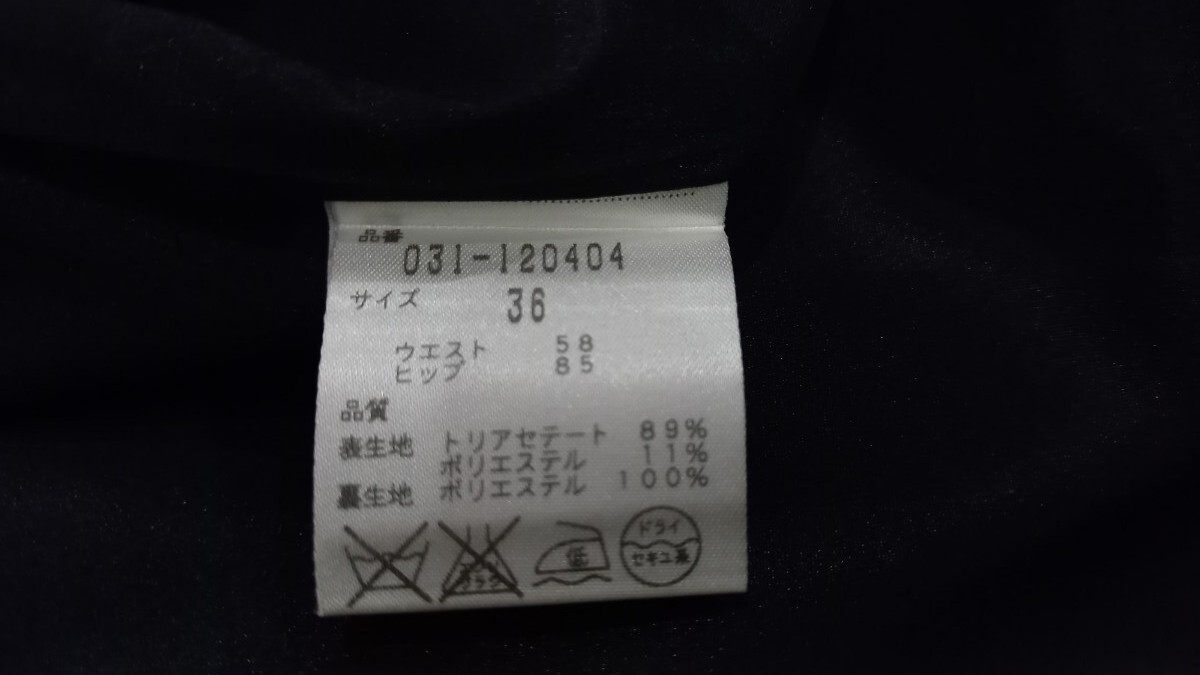 品番
031-120404
サイズ 36
ウエスト 58
ヒップ 85
品質
表生地 トリアセテート 89%
ポリエステル 11%
裏生地 ポリエステル 100%
低
ドライ
セキユ系